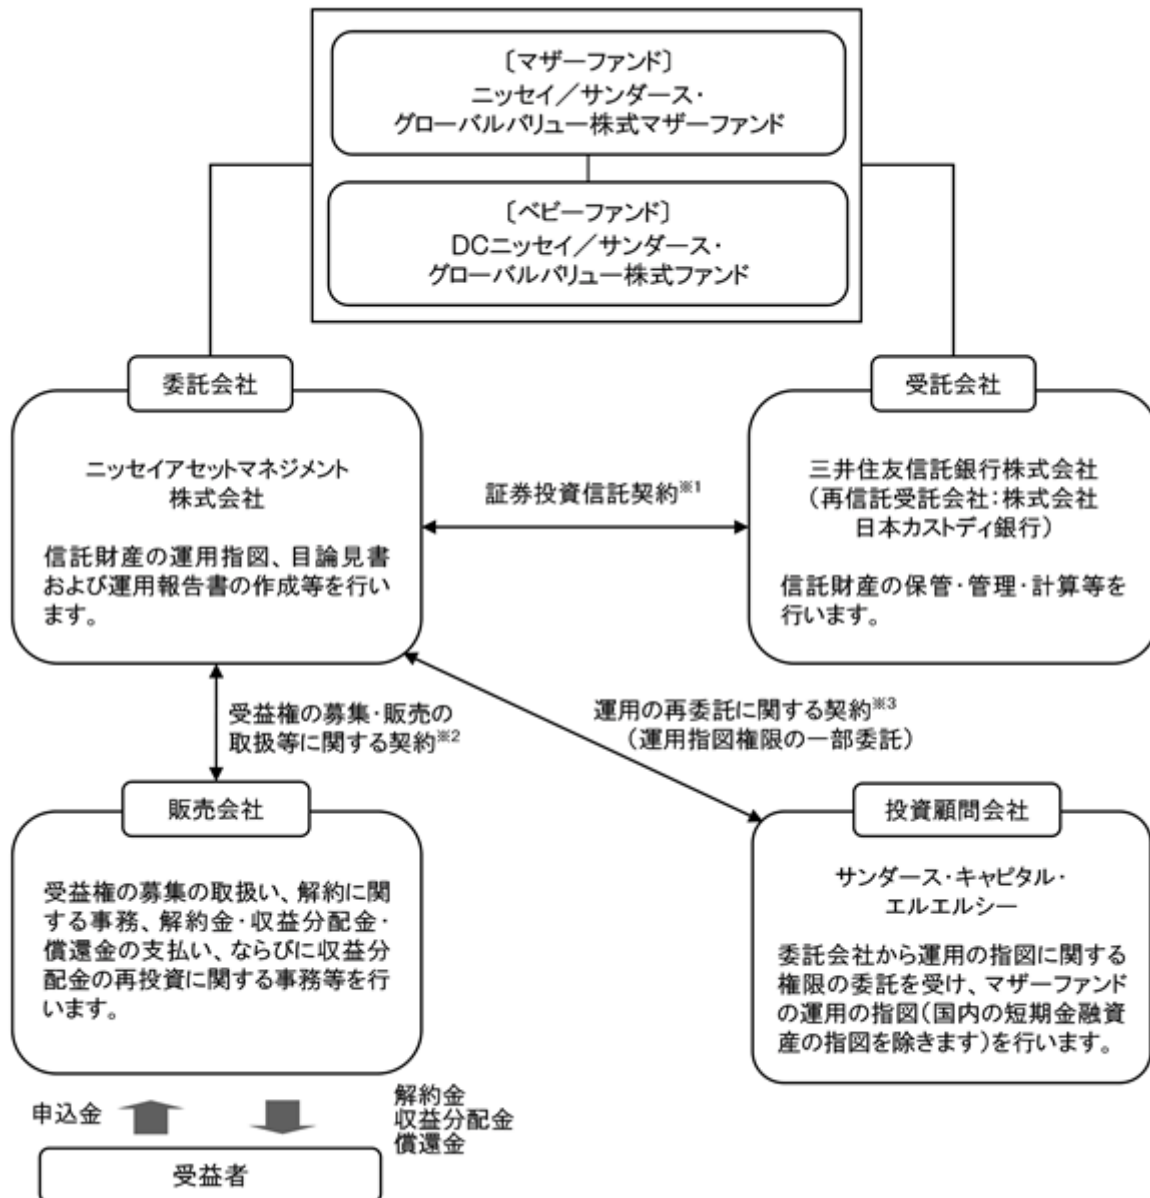 〔マザーファンド〕
ニッセイ／サンダース・
グローバルバリュー株式マザーファンド
〔ベビーファンド〕
DCニッセイ／サンダース・
グローバルバリュー株式ファンド
委託会社
ニッセイアセットマネジメント
株式会社
信託財産の運用指図、目論見書
および運用報告書の作成等を行い
ます。
証券投資信託契約※1
受託会社
三井住友信託銀行株式会社
（再信託受託会社：株式会社
日本カストディ銀行）
信託財産の保管・管理・計算等を
行います。
受益権の募集・販売の
取扱等に関する契約※2
運用の再委託に関する契約※3
（運用指図権限の一部委託）
販売会社
受益権の募集の取扱い、解約に関
する事務、解約金・収益分配金・
償還金の支払い、ならびに収益分
配金の再投資に関する事務等を行
います。
投資顧問会社
サンダース・キャピタル・
エルエルシー
委託会社から運用の指図に関する
権限の委託を受け、マザーファンド
の運用の指図（国内の短期金融資
産の指図を除きます）を行います。
申込金
解約金
収益分配金
償還金
受益者